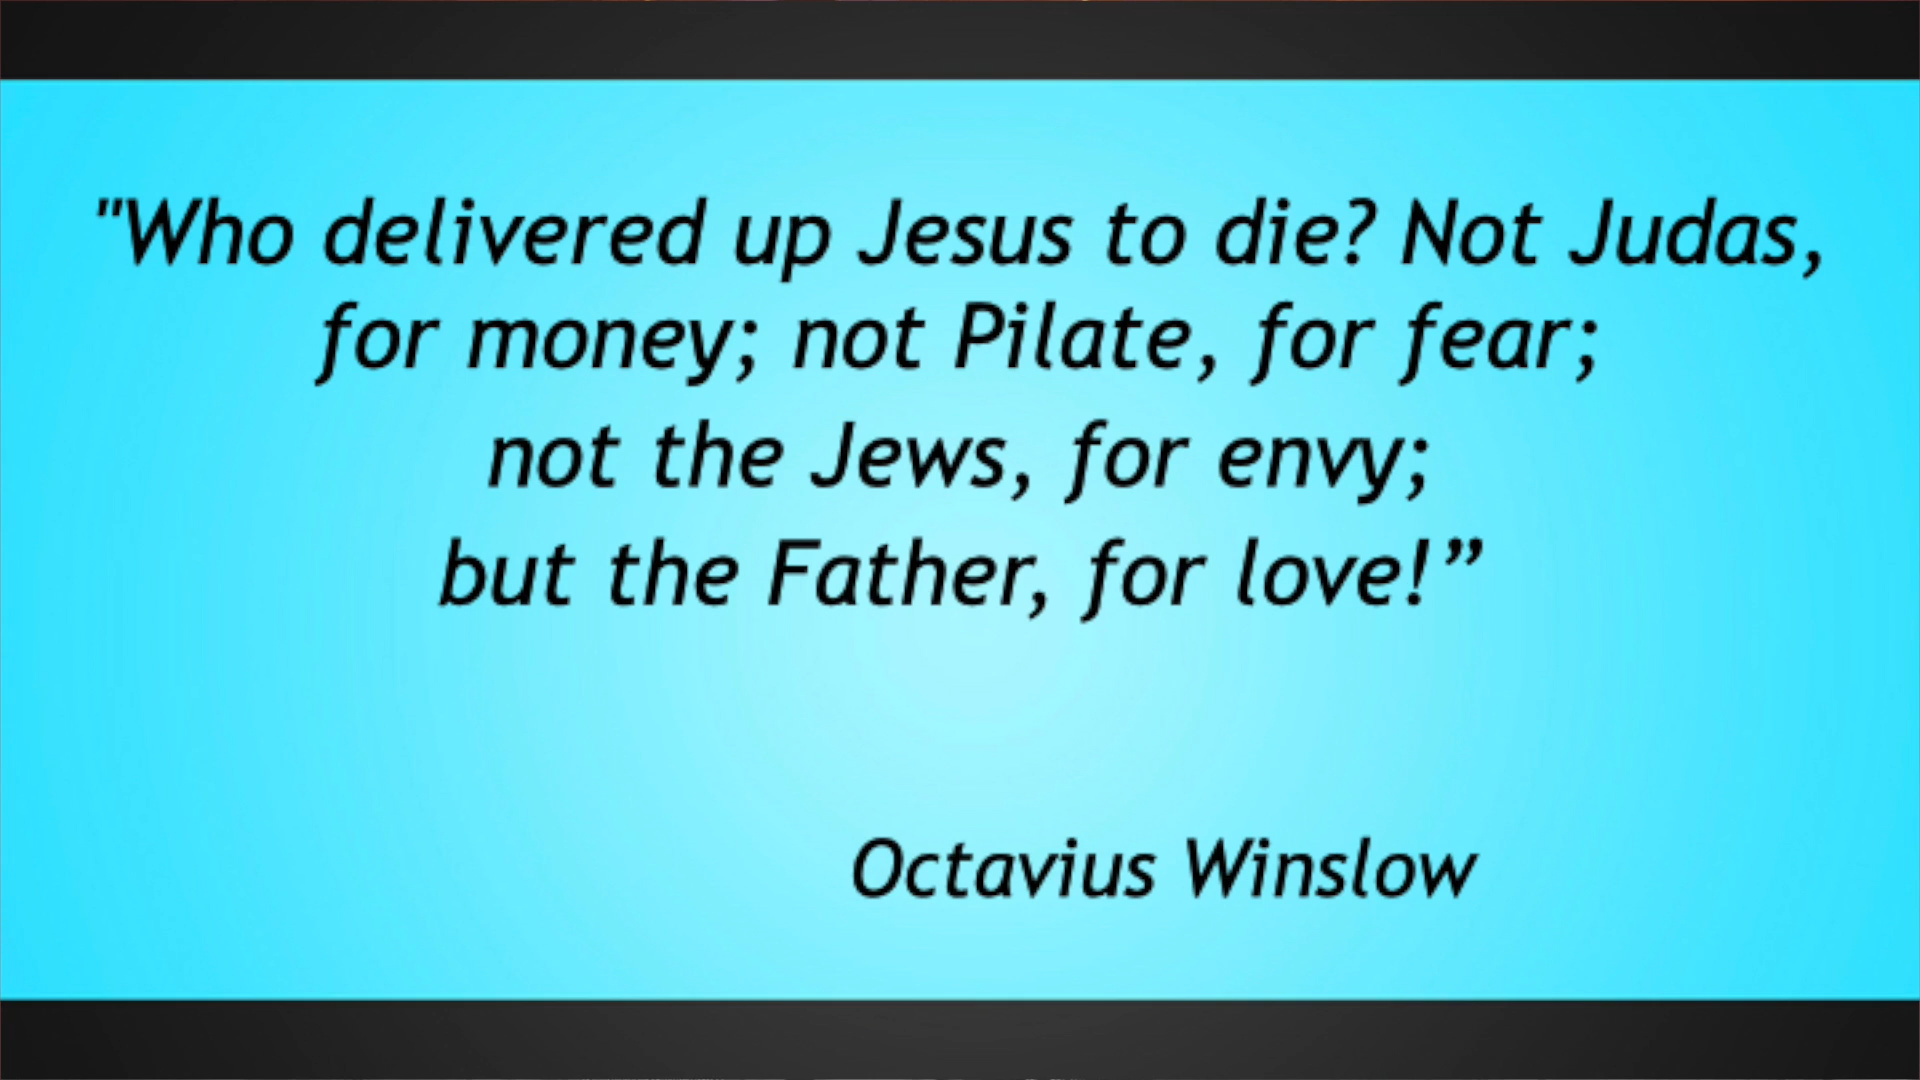 "Who delivered up Jesus to die? Not Judas,
for money; not Pilate, for fear;
not the Jews, for envy;
but the Father, for love!”
Octavius Winslow